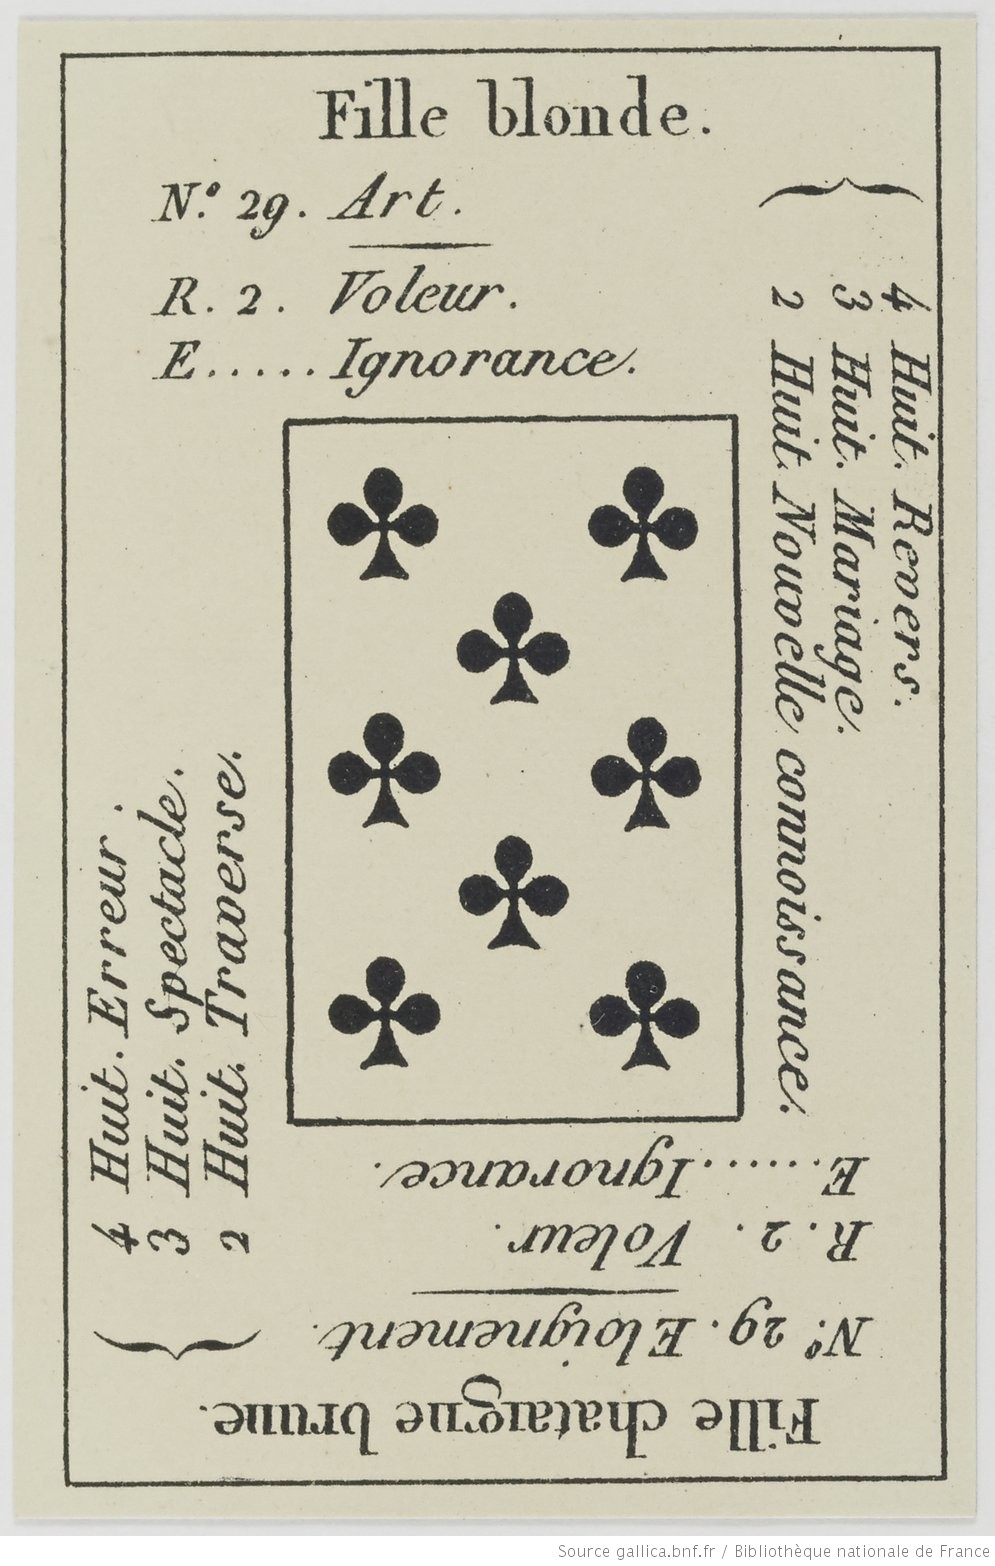 Fille blonde.
N.º 29. Art.
R. 2. Voleur.
E.....Ignorance.
4 Huit. Revers.
3 Huit. Mariage.
2 Huit. Nouvelle connoissance.
Fille chataigne brune.
N.º 29. Eloignement.
R. 2. Voleur.
E......Ignorance.
4 Huit. Erreur.
3 Huit. Spectacle.
2 Huit. Traverse.
Source gallica.bnf.fr / Bibliothèque nationale de France